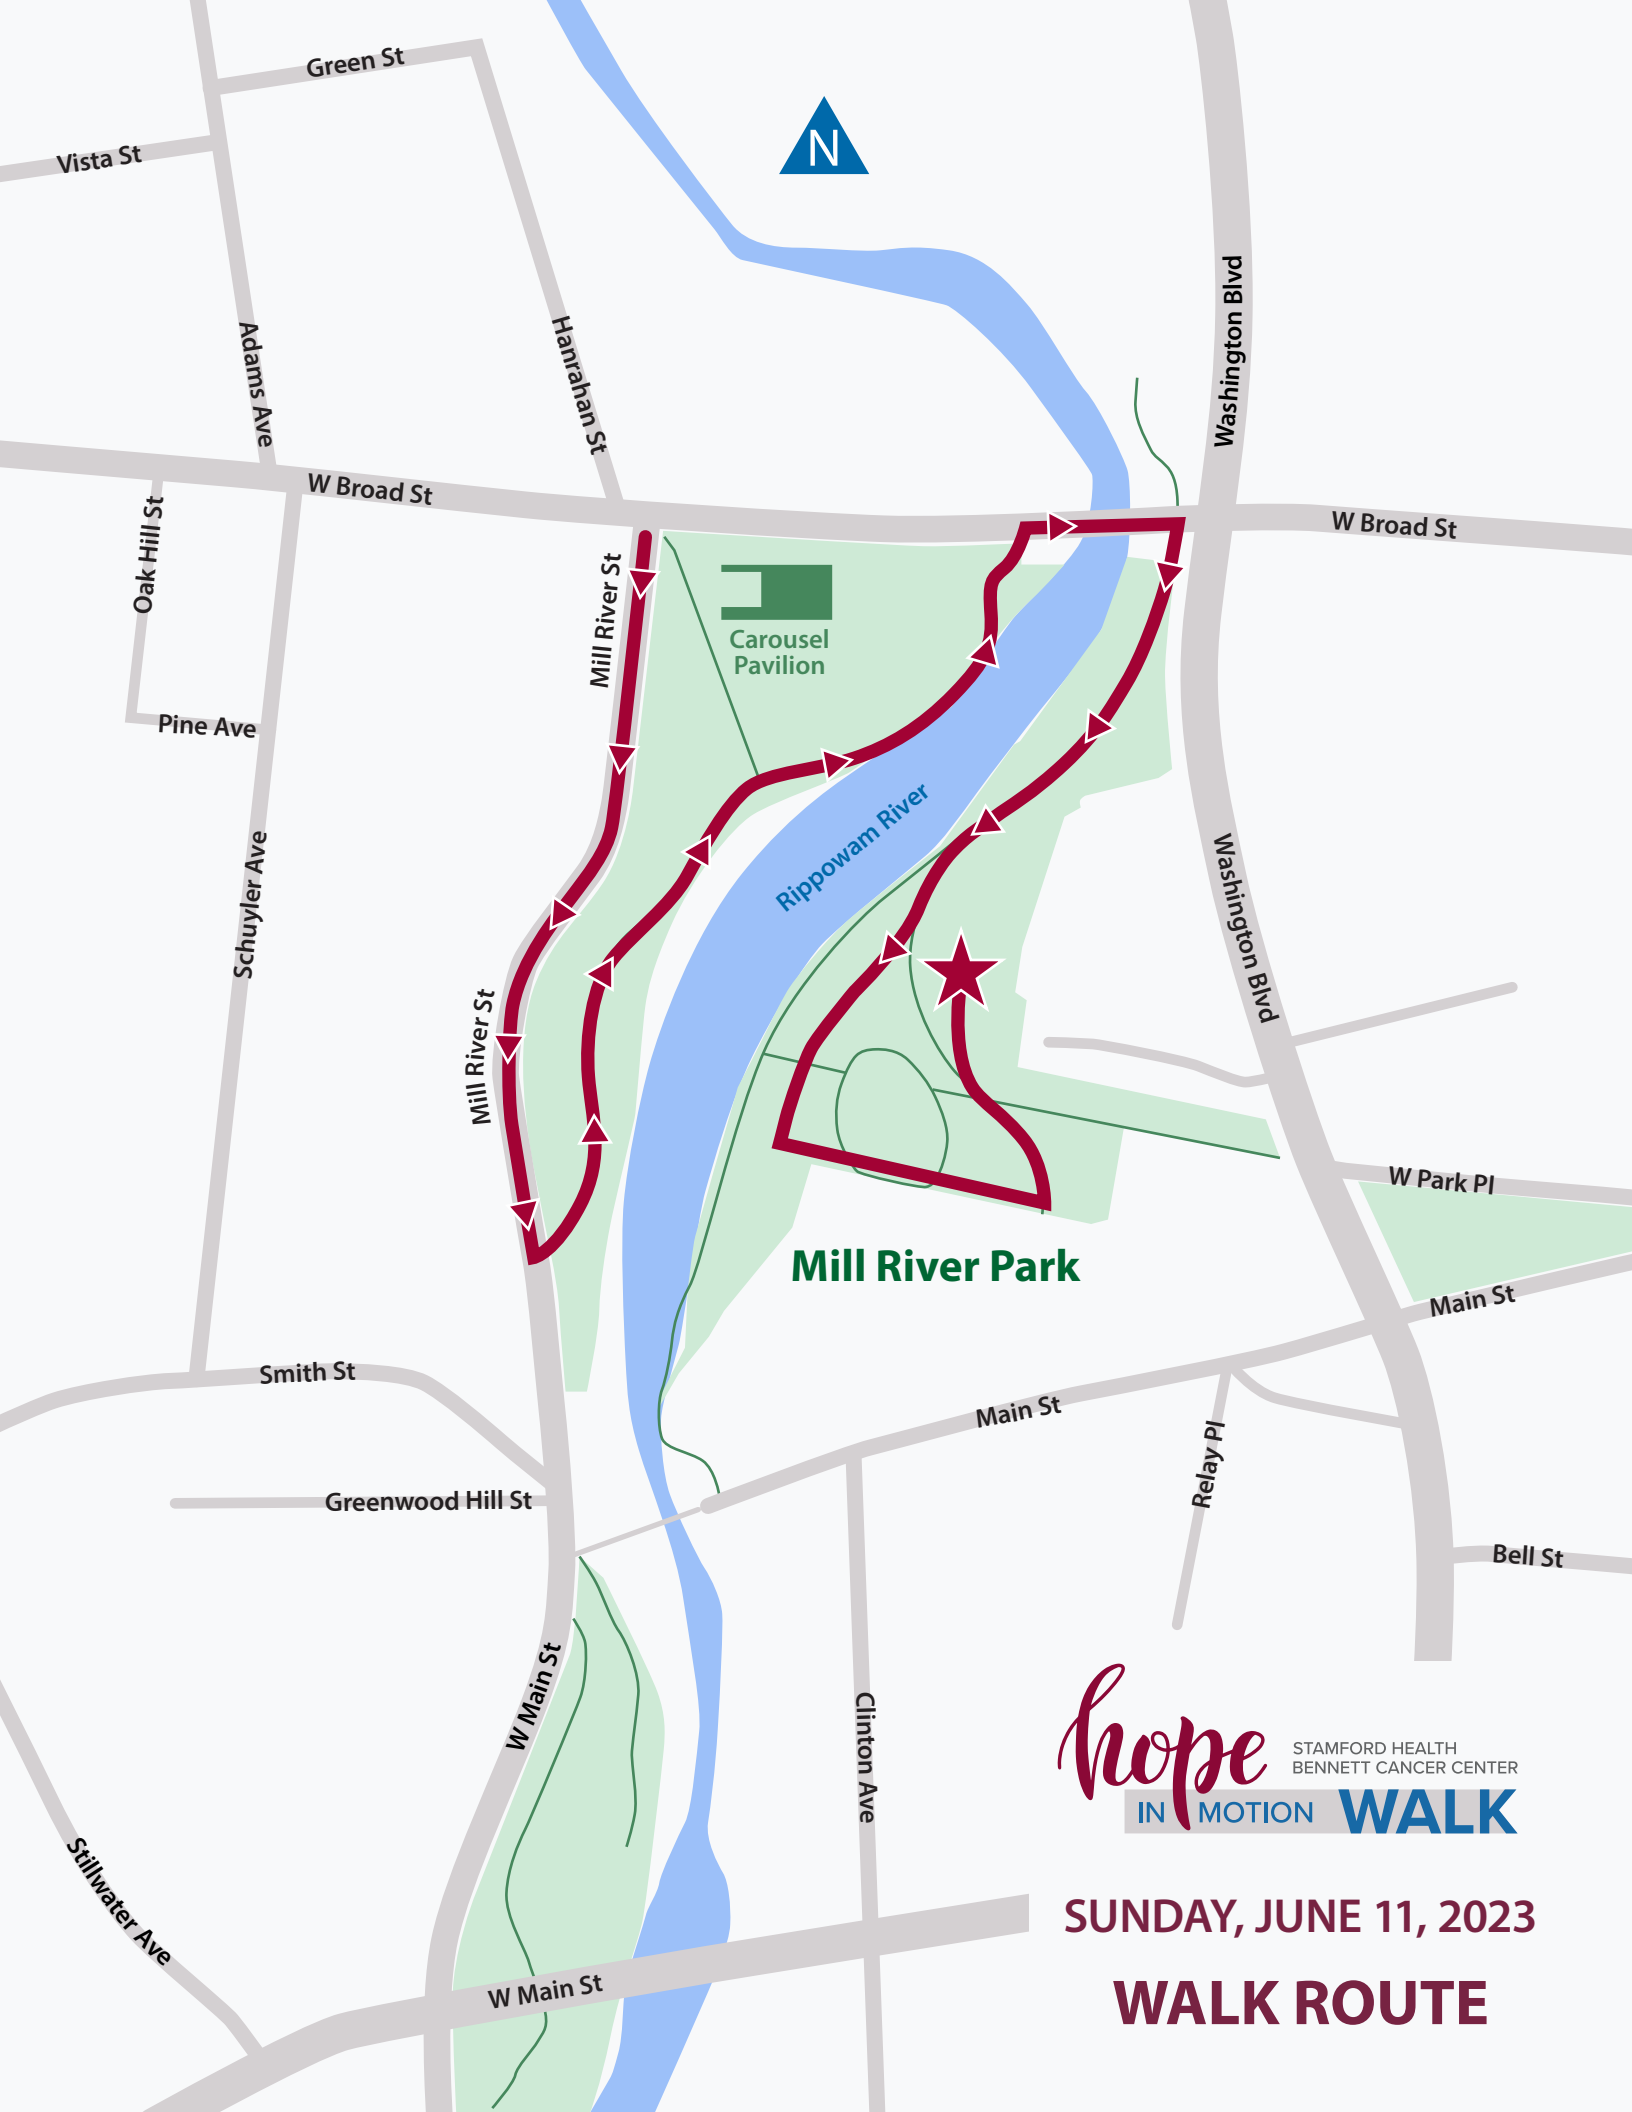 Green St
N
Vista St
Washington Blvd
Adams Ave
Hanrahan St
W Broad St
W Broad St
Oak Hill St
Mill River St
Carousel
Pavilion
Pine Ave
Rippowam River
Schuyler Ave
Washington Blvd
Mill River St
W Park Pl
Mill River Park
Main St
Smith St
Main St
Relay Pl
Greenwood Hill St
Bell St
W Main St
Clinton Ave
hope
STAMFORD HEALTH
BENNETT CANCER CENTER
IN MOTION WALK
Stillwater Ave
SUNDAY, JUNE 11, 2023
W Main St
WALK ROUTE